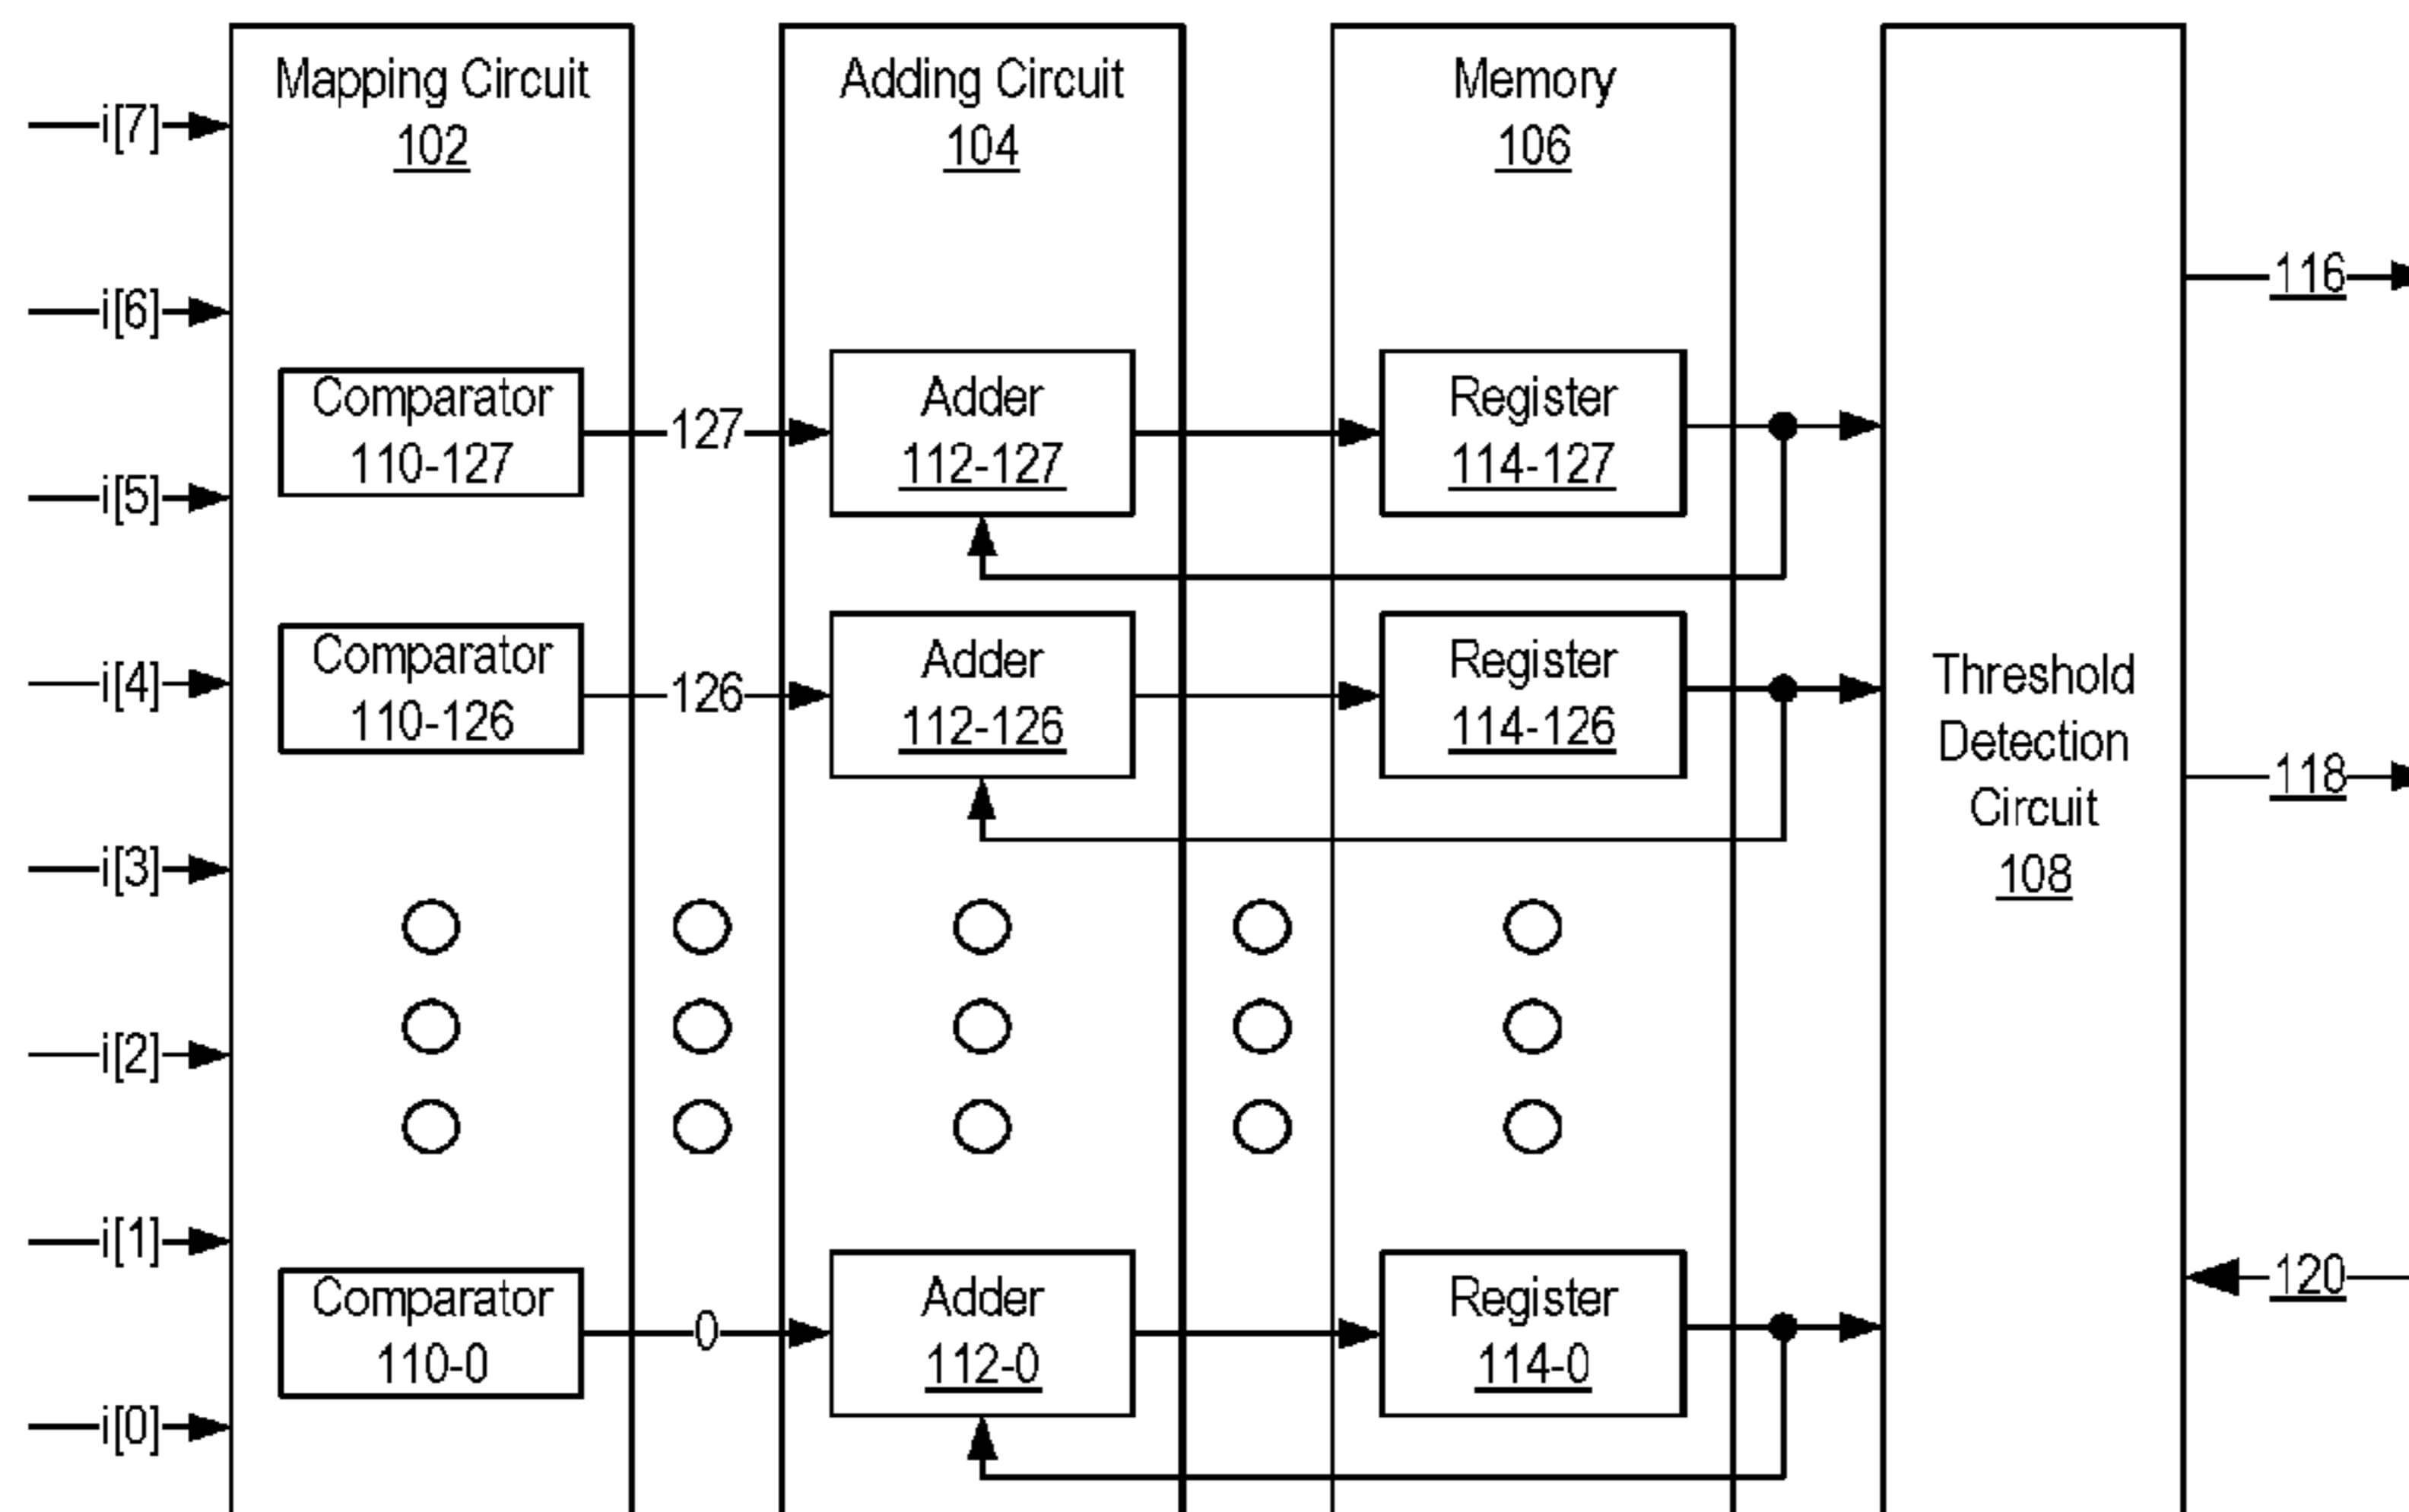 Mapping Circuit
102
Adding Circuit
104
Memory
106
i[7]
i[6]
i[5]
i[4]
i[3]
i[2]
i[1]
i[0]
Comparator
110-127
127
Adder
112-127
Register
114-127
Comparator
110-126
126
Adder
112-126
Register
114-126
Comparator
110-0
0
Adder
112-0
Register
114-0
Threshold
Detection
Circuit
108
116
118
120